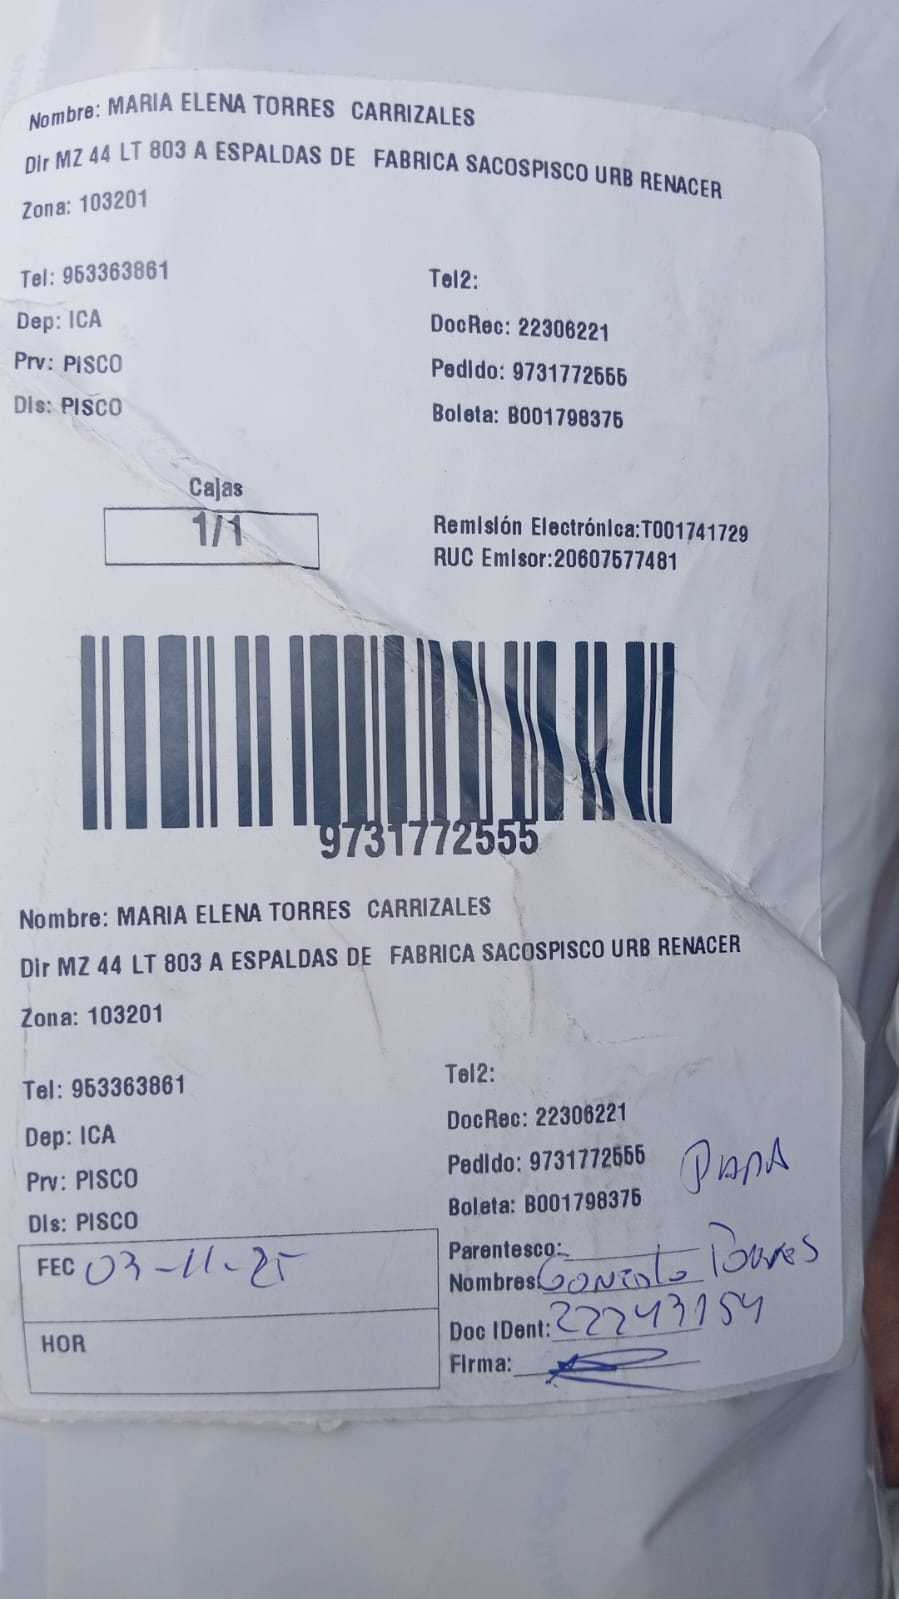 Nombre: MARIA ELENA TORRES CARRIZALES
Dir MZ 44 LT 803 A ESPALDAS DE FABRICA SACOSPISCO URB RENACER
Zona: 103201
Tel: 953363861
Tel2:
Dep: ICA
DocRec: 22306221
Prv: PISCO
Pedido: 9731772555
Dis: PISCO
Boleta: B001798375
Cajas
1/1
Remisión Electrónica:T001741729
RUC Emisor:20607577481
9731772555
Nombre: MARIA ELENA TORRES CARRIZALES
Dir MZ 44 LT 803 A ESPALDAS DE FABRICA SACOSPISCO URB RENACER
Zona: 103201
Tel: 953363861
Tel2:
Dep: ICA
DocRec: 22306221
Prv: PISCO
Pedido: 9731772555
Dis: PISCO
Boleta: B001798375
PAPA
Parentesco:
FEC 03-11-25
Nombres: Gonzalo Torres
HOR
Doc IDent: 22243154
Firma: